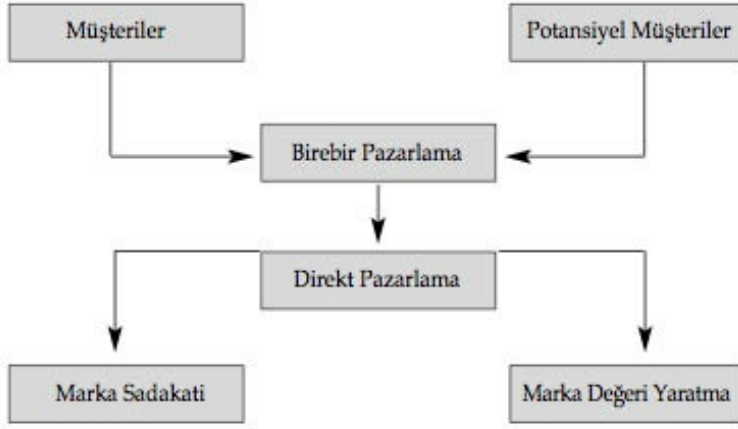 Müşteriler
Potansiyel Müşteriler
Birebir Pazarlama
Direkt Pazarlama
Marka Sadakati
Marka Değeri Yaratma